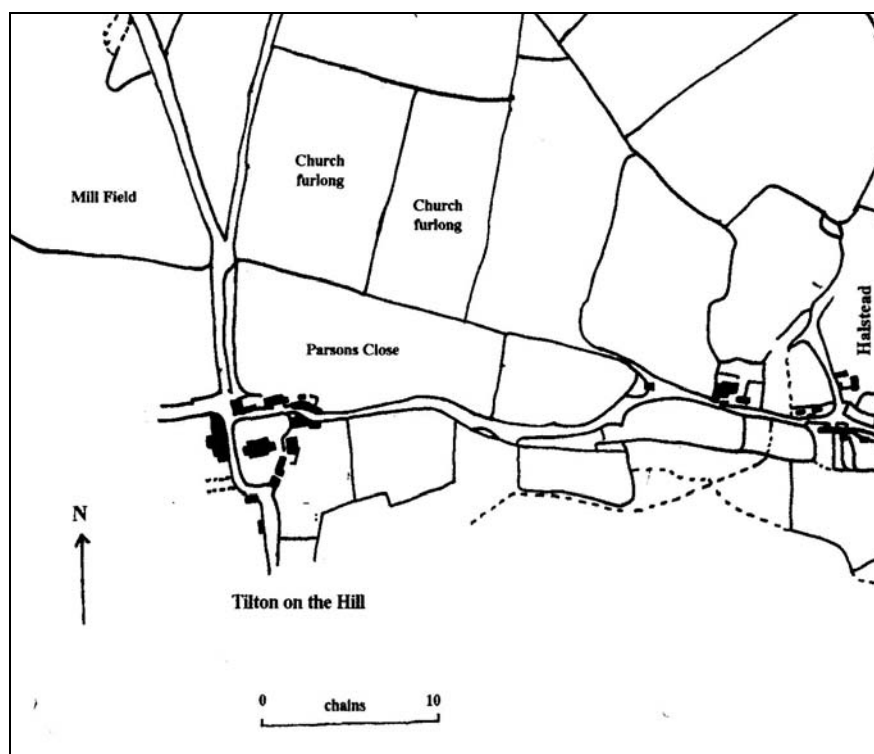 Church
furlong
Mill Field
Church
furlong
Halstead
Parsons Close
N
Tilton on the Hill
0 chains 10